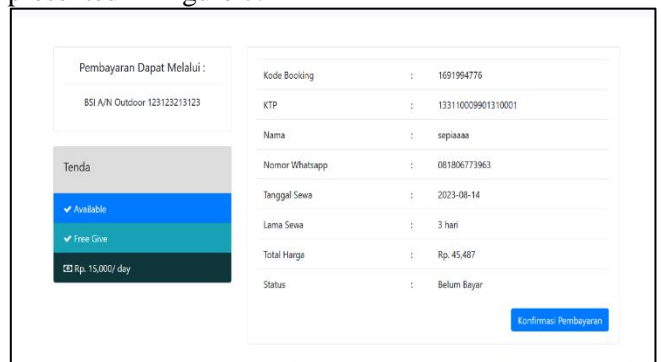 Pembayaran Dapat Melalui :
BSI A/N Outdoor 123123213123
Tenda
Available
Free Give
Rp. 15,000/ day
Kode Booking : 1691994776
KTP : 133110009901310001
Nama : sepiaaaa
Nomor Whatsapp : 081806773963
Tanggal Sewa : 2023-08-14
Lama Sewa : 3 hari
Total Harga : Rp. 45,487
Status : Belum Bayar
Konfirmasi Pembayaran